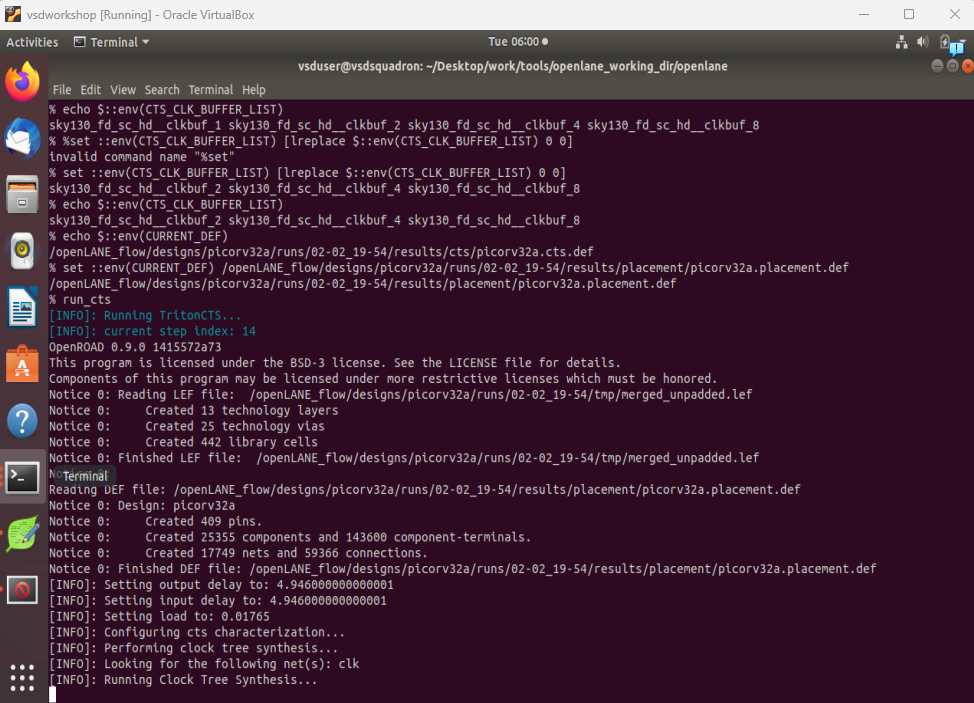 vsdworkshop [Running] - Oracle VirtualBox
Activities Terminal Tue 06:00
vsduser@vsdsquadron: ~/Desktop/work/tools/openlane_working_dir/openlane
File Edit View Search Terminal Help
% echo $::env(CTS_CLK_BUFFER_LIST)
sky130_fd_sc_hd__clkbuf_1 sky130_fd_sc_hd__clkbuf_2 sky130_fd_sc_hd__clkbuf_4 sky130_fd_sc_hd__clkbuf_8
% %set ::env(CTS_CLK_BUFFER_LIST) [lreplace $::env(CTS_CLK_BUFFER_LIST) 0 0]
invalid command name "%set"
% set ::env(CTS_CLK_BUFFER_LIST) [lreplace $::env(CTS_CLK_BUFFER_LIST) 0 0]
sky130_fd_sc_hd__clkbuf_2 sky130_fd_sc_hd__clkbuf_4 sky130_fd_sc_hd__clkbuf_8
% echo $::env(CTS_CLK_BUFFER_LIST)
sky130_fd_sc_hd__clkbuf_2 sky130_fd_sc_hd__clkbuf_4 sky130_fd_sc_hd__clkbuf_8
% echo $::env(CURRENT_DEF)
/openLANE_flow/designs/picorv32a/runs/02-02_19-54/results/cts/picorv32a.cts.def
% set ::env(CURRENT_DEF) /openLANE_flow/designs/picorv32a/runs/02-02_19-54/results/placement/picorv32a.placement.def
/openLANE_flow/designs/picorv32a/runs/02-02_19-54/results/placement/picorv32a.placement.def
% run_cts
[INFO]: Running TritonCTS...
[INFO]: current step index: 14
OpenROAD 0.9.0 1415572a73
This program is licensed under the BSD-3 license. See the LICENSE file for details.
Components of this program may be licensed under more restrictive licenses which must be honored.
Notice 0: Reading LEF file:  /openLANE_flow/designs/picorv32a/runs/02-02_19-54/tmp/merged_unpadded.lef
Notice 0:     Created 13 technology layers
Notice 0:     Created 25 technology vias
Notice 0:     Created 442 library cells
Notice 0: Finished LEF file:  /openLANE_flow/designs/picorv32a/runs/02-02_19-54/tmp/merged_unpadded.lef
Terminal
Reading DEF file: /openLANE_flow/designs/picorv32a/runs/02-02_19-54/results/placement/picorv32a.placement.def
Notice 0: Design: picorv32a
Notice 0:     Created 409 pins.
Notice 0:     Created 25355 components and 143600 component-terminals.
Notice 0:     Created 17749 nets and 59366 connections.
Notice 0: Finished DEF file: /openLANE_flow/designs/picorv32a/runs/02-02_19-54/results/placement/picorv32a.placement.def
[INFO]: Setting output delay to: 4.946000000000001
[INFO]: Setting input delay to: 4.946000000000001
[INFO]: Setting load to: 0.01765
[INFO]: Configuring cts characterization...
[INFO]: Performing clock tree synthesis...
[INFO]: Looking for the following net(s): clk
[INFO]: Running Clock Tree Synthesis...